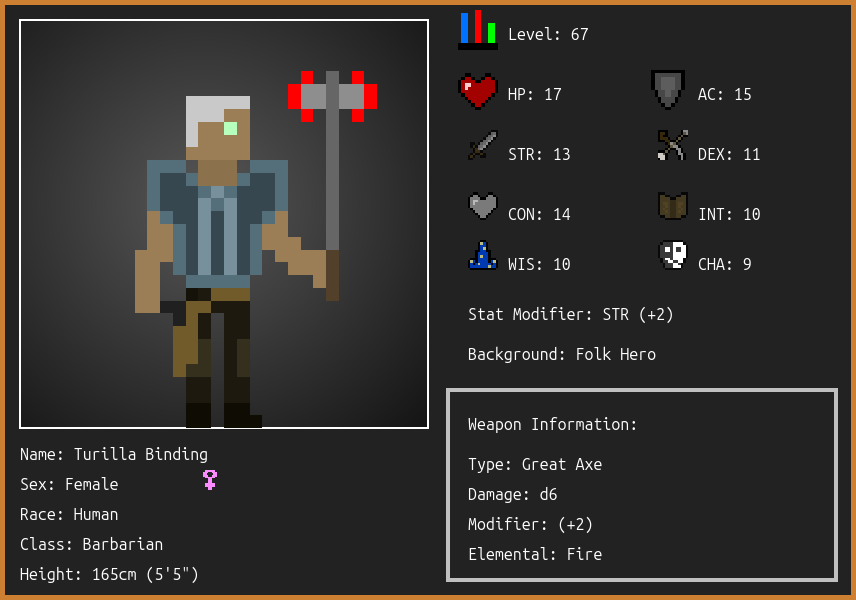 Level: 67
HP: 17
AC: 15
STR: 13
DEX: 11
CON: 14
INT: 10
WIS: 10
CHA: 9
Stat Modifier: STR (+2)
Background: Folk Hero
Weapon Information:
Type: Great Axe
Damage: d6
Modifier: (+2)
Elemental: Fire
Name: Turilla Binding
Sex: Female
Race: Human
Class: Barbarian
Height: 165cm (5'5")